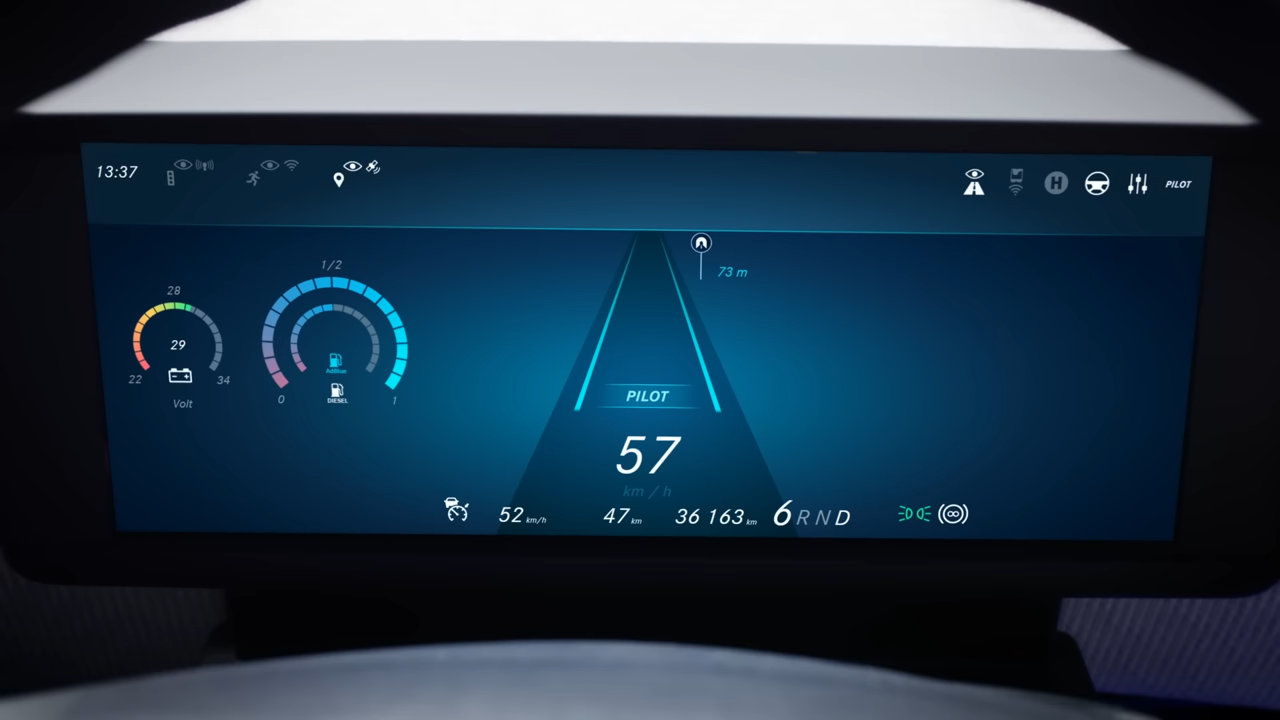 13:37
H
PILOT
73 m
28
29
22
34
Volt
1/2
AdBlue
DIESEL
0
1
PILOT
57
km / h
52 km/h
47 km
36 163 km
6 R N D